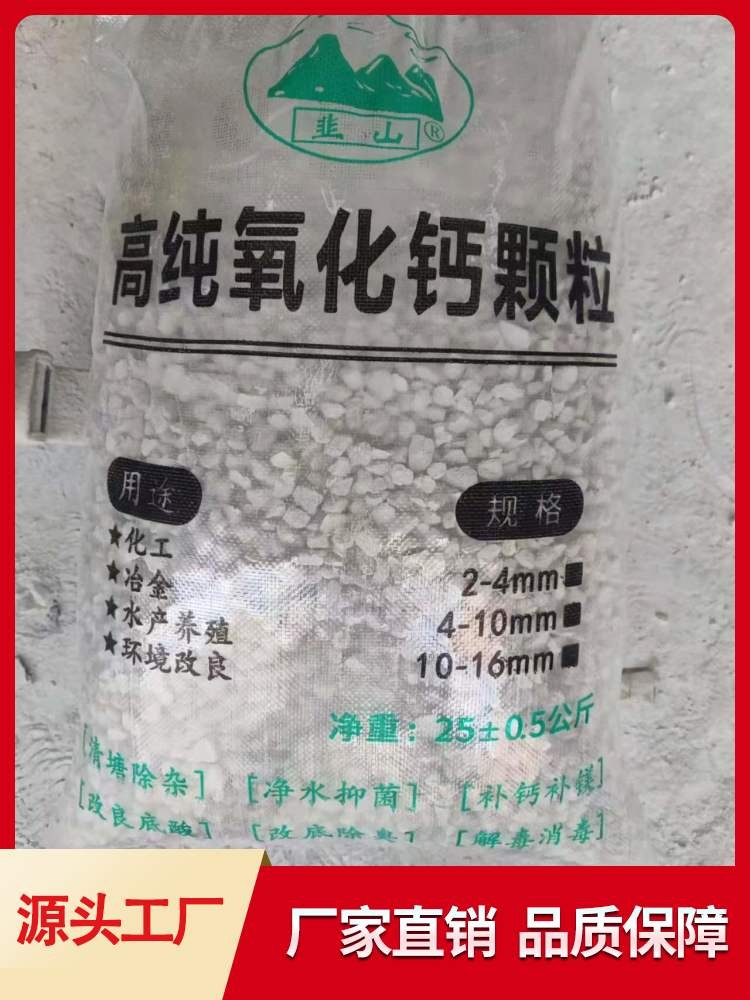 韭山®
高纯氧化钙颗粒
用途
★化工
★冶金
★水产养殖
★环境改良
规格
2-4mm■
4-10mm■
10-16mm■
净重：25±0.5公斤
[清塘除杂] [净水抑菌] [补钙补镁]
[改良底酸] [改底除臭] [解毒消毒]
源头工厂
厂家直销 品质保障